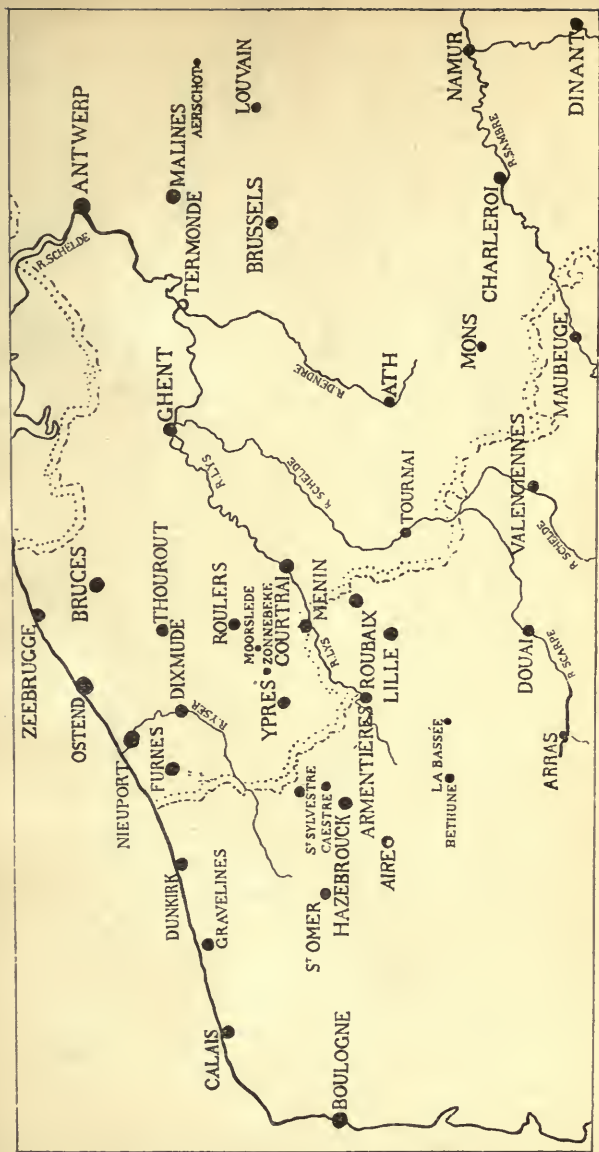 ZEEBRUGGE
ANTWERP
R. SCHELDE
OSTEND
BRUGES
NIEUPORT
THOUROUT
GHENT
TERMONDE
MALINES
AERSCHOT
DIXMUDE
FURNES
R. YSER
DUNKIRK
GRAVELINES
CALAIS
ROULERS
MOORSLEDE
ZONNEBEKE
YPRES
COURTRAI
R. LYS
R. SCHELDE
R. DENDRE
BRUSSELS
LOUVAIN
MENIN
R. LYS
ST SYLVESTRE
CAESTRE
ST OMER
HAZEBROUCK
BOULOGNE
ARMENTIÈRES
ROUBAIX
LILLE
TOURNAI
ATH
AIRE
LA BASSÉE
BETHUNE
MONS
CHARLEROI
NAMUR
R. SAMBRE
DOUAI
VALENCIENNES
ARRAS
R SCARPE
R. SCHELDE
MAUBEUGE
DINANT